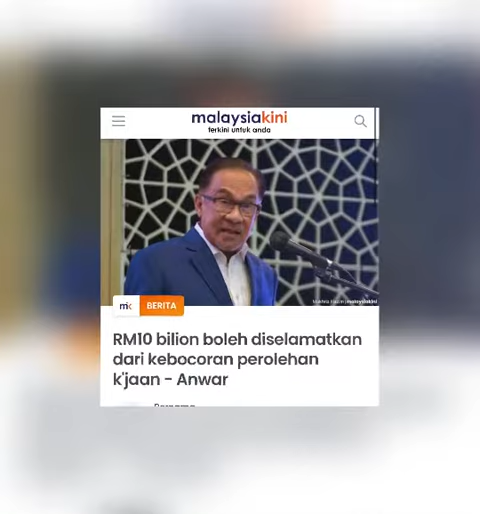 malaysiakini
terkini untuk anda
mk BERITA
RM10 bilion boleh diselamatkan
dari kebocoran perolehan
k'jaan - Anwar